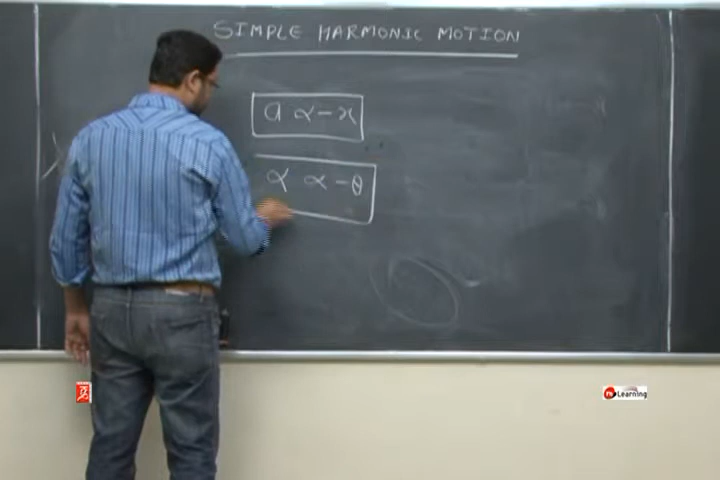 SIMPLE HARMONIC MOTION
a α - x
α α - θ
Learning